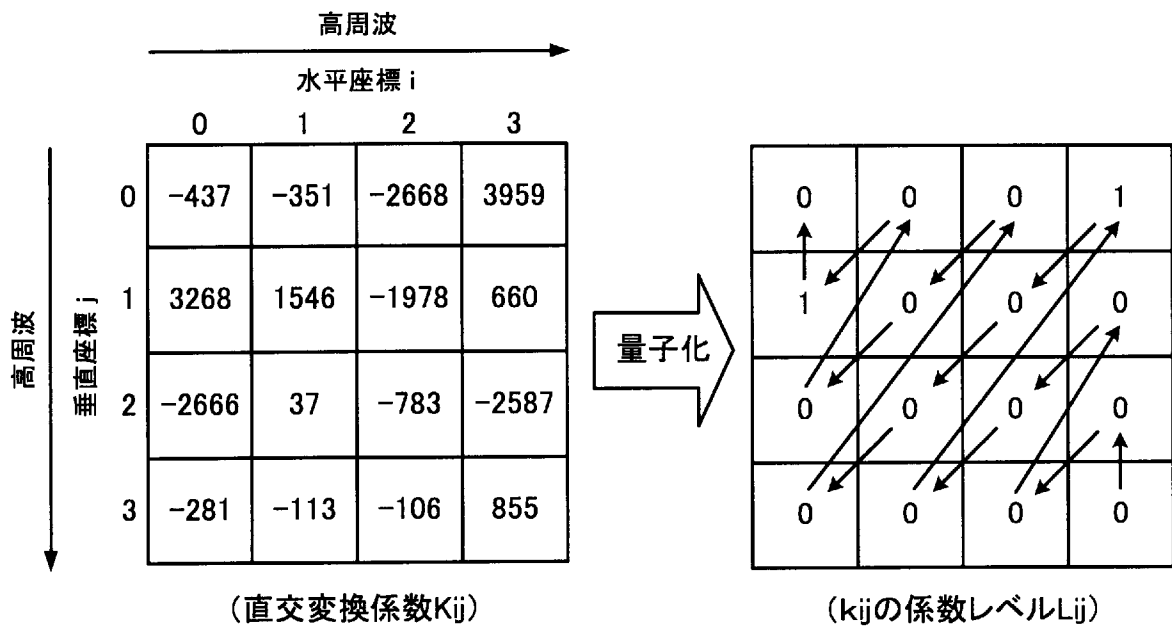 高周波
水平座標 i
0 1 2 3
高周波
垂直座標 j
0 -437 -351 -2668 3959
1 3268 1546 -1978 660
2 -2666 37 -783 -2587
3 -281 -113 -106 855
(直交変換係数Kij)
量子化
0 0 0 1
1 0 0 0
0 0 0 0
0 0 0 0
(kijの係数レベルLij)